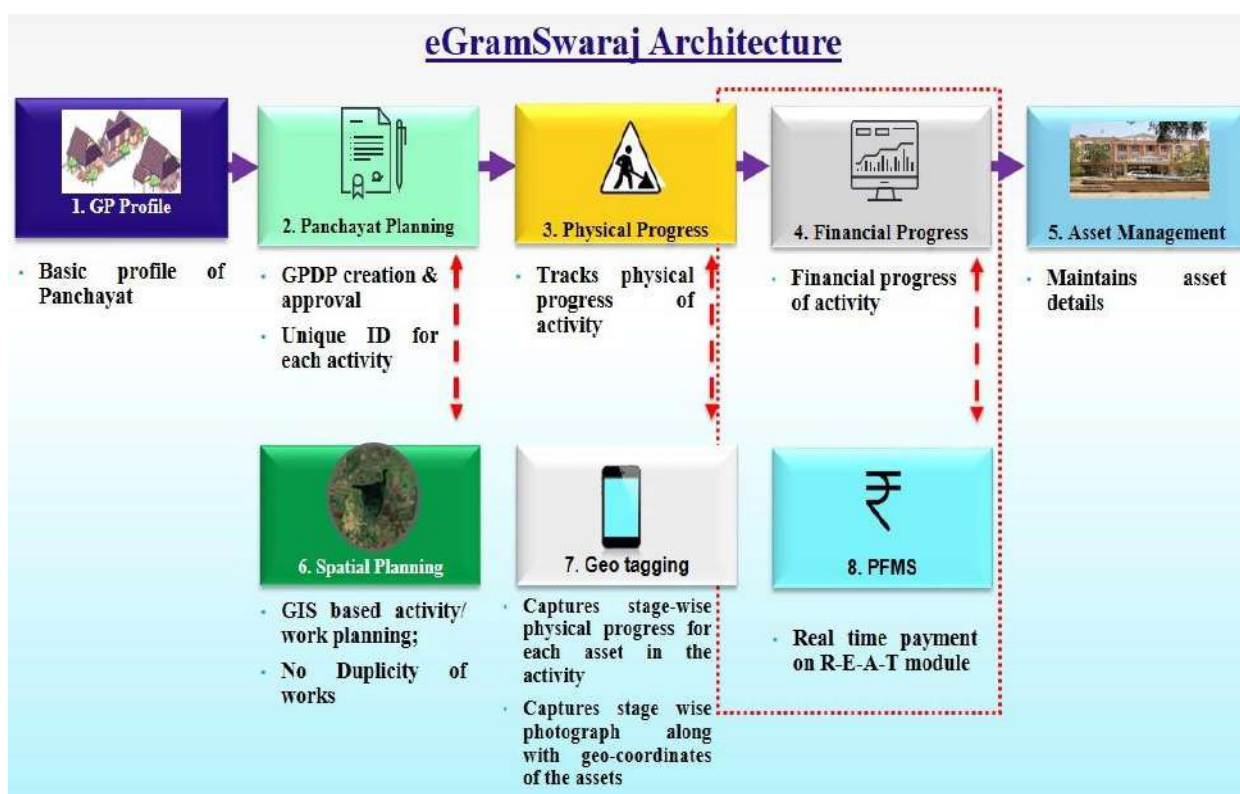 eGramSwaraj Architecture
1. GP Profile
2. Panchayat Planning
3. Physical Progress
4. Financial Progress
5. Asset Management
• Basic profile of
Panchayat
• GPDP creation &
approval
• Unique ID for
each activity
• Tracks physical
progress of
activity
• Financial progress
of activity
• Maintains asset
details
6. Spatial Planning
7. Geo tagging
₹
8. PFMS
• GIS based activity/
work planning;
• No Duplicity of
works
• Captures stage-wise
physical progress for
each asset in the
activity
• Captures stage wise
photograph along
with geo-coordinates
of the assets
• Real time payment
on R-E-A-T module